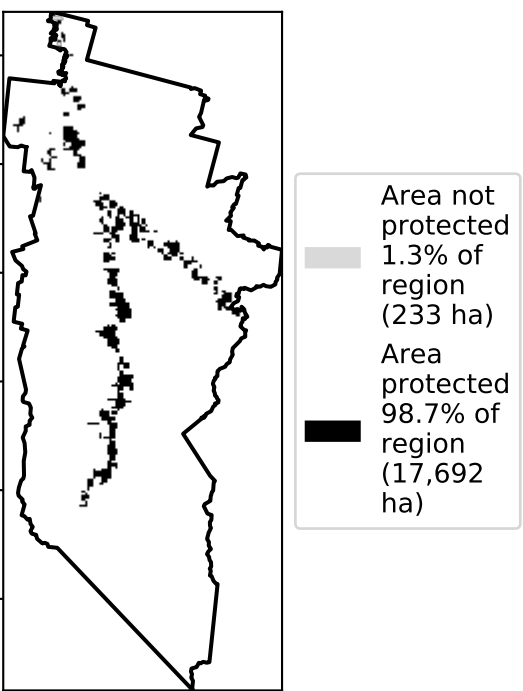 Area not
protected
1.3% of
region
(233 ha)
Area
protected
98.7% of
region
(17,692
ha)